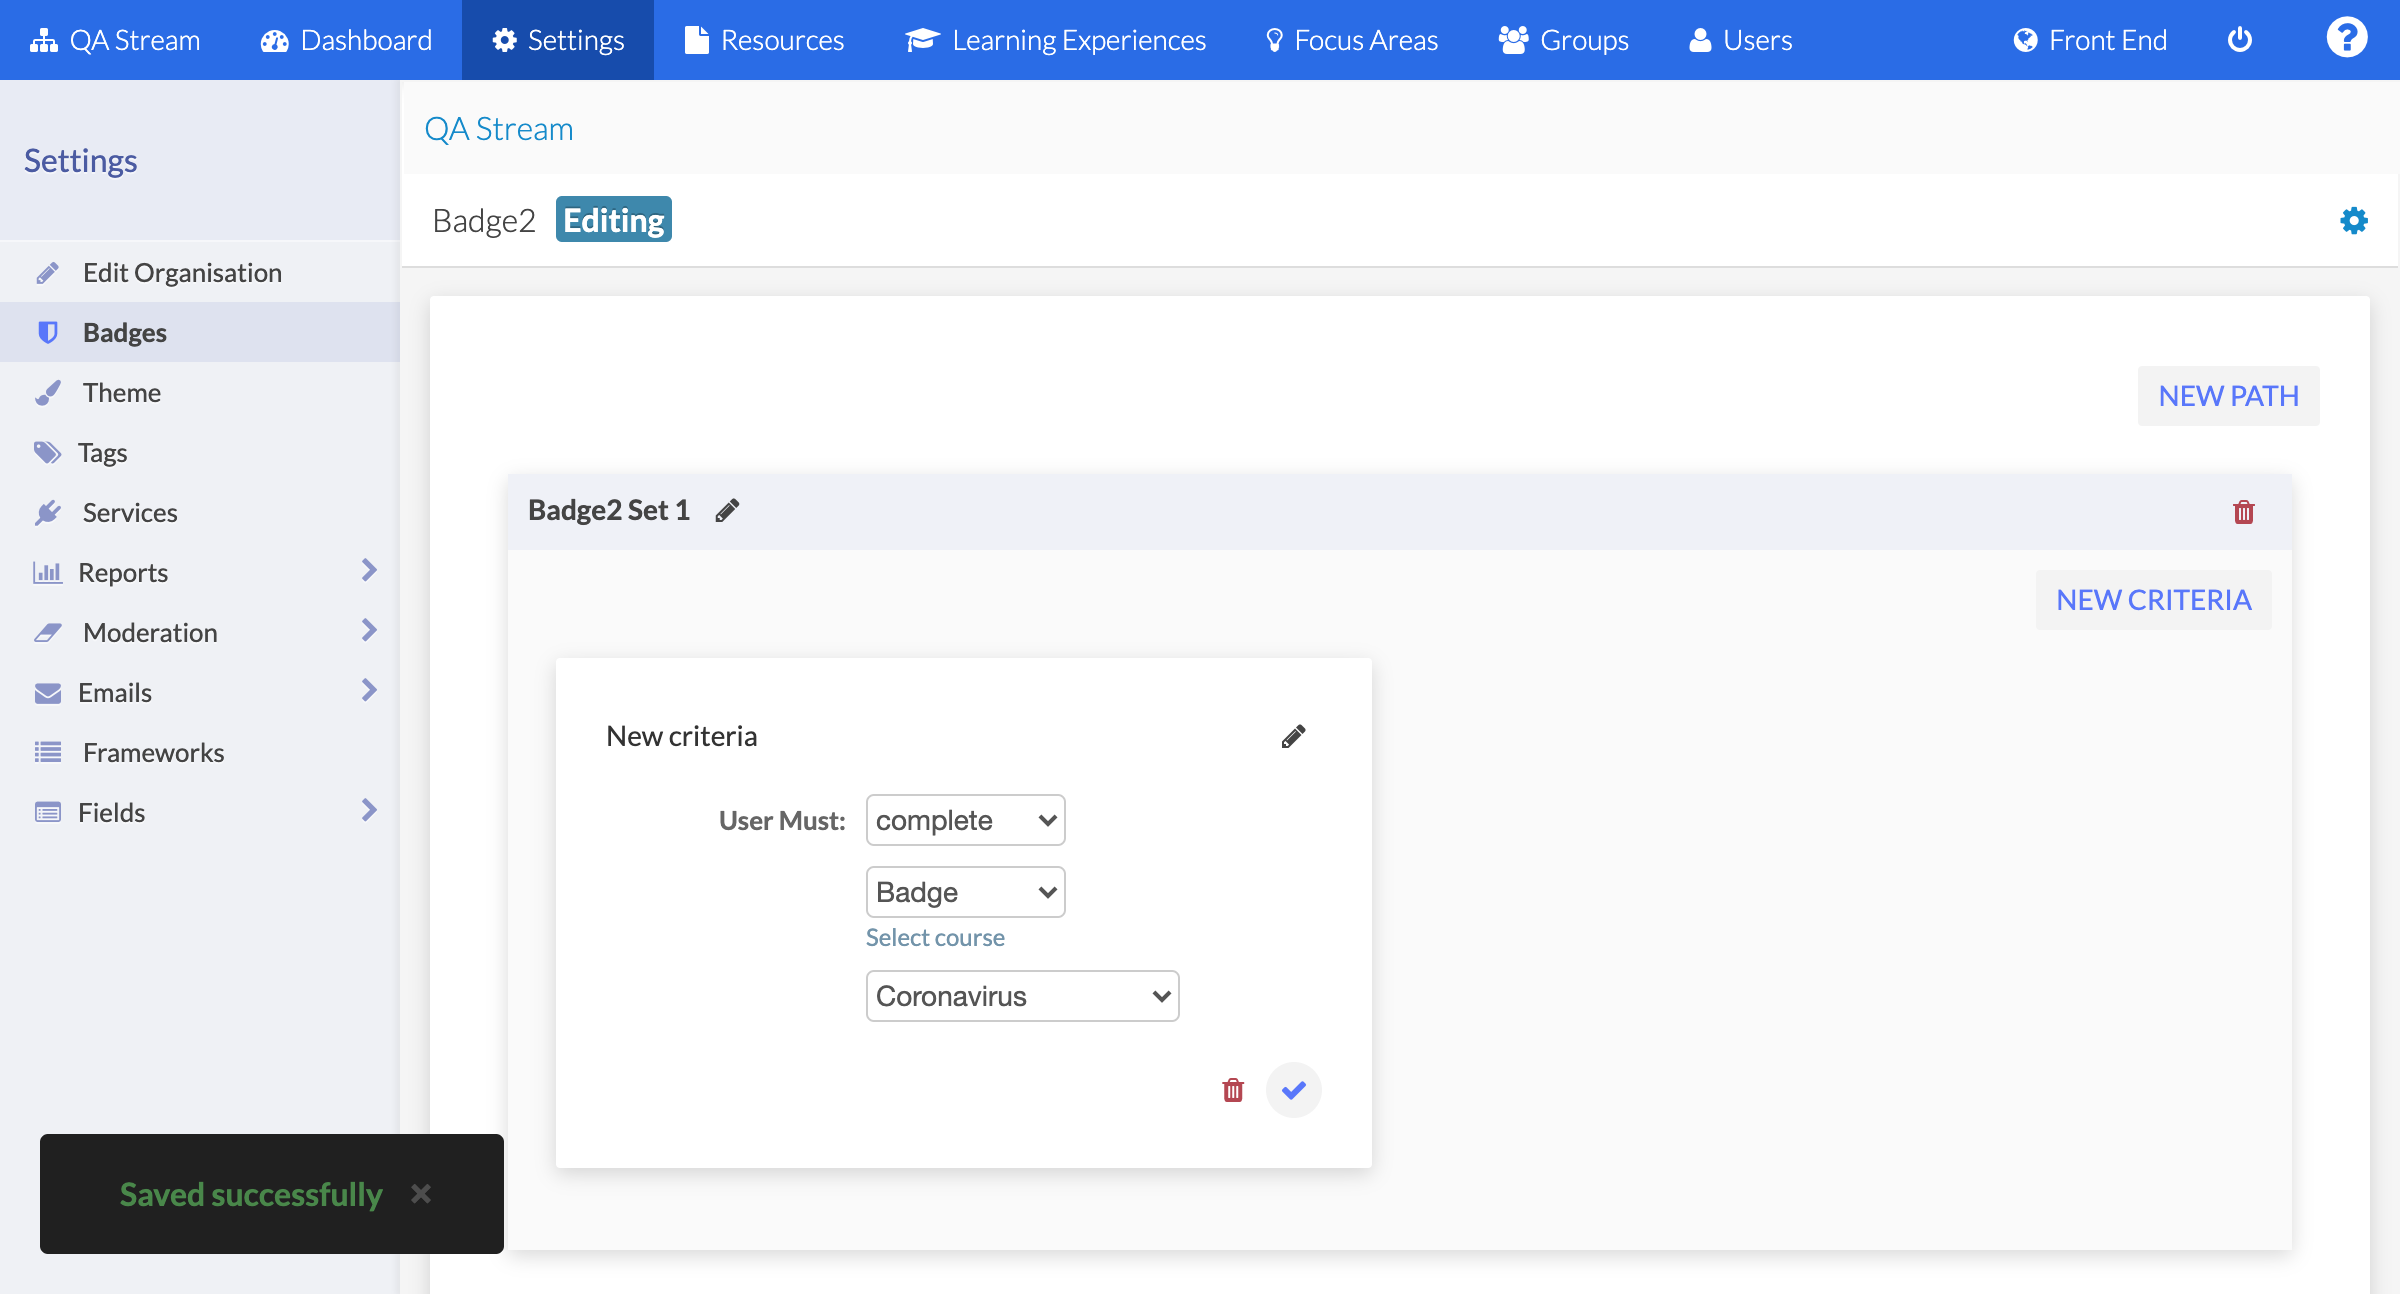 QA Stream
Dashboard
Settings
Resources
Learning Experiences
Focus Areas
Groups
Users
Front End
Settings
Edit Organisation
Badges
Theme
Tags
Services
Reports
Moderation
Emails
Frameworks
Fields
QA Stream
Badge2 Editing
NEW PATH
Badge2 Set 1
NEW CRITERIA
New criteria
User Must: complete
Badge
Select course
Coronavirus
Saved successfully